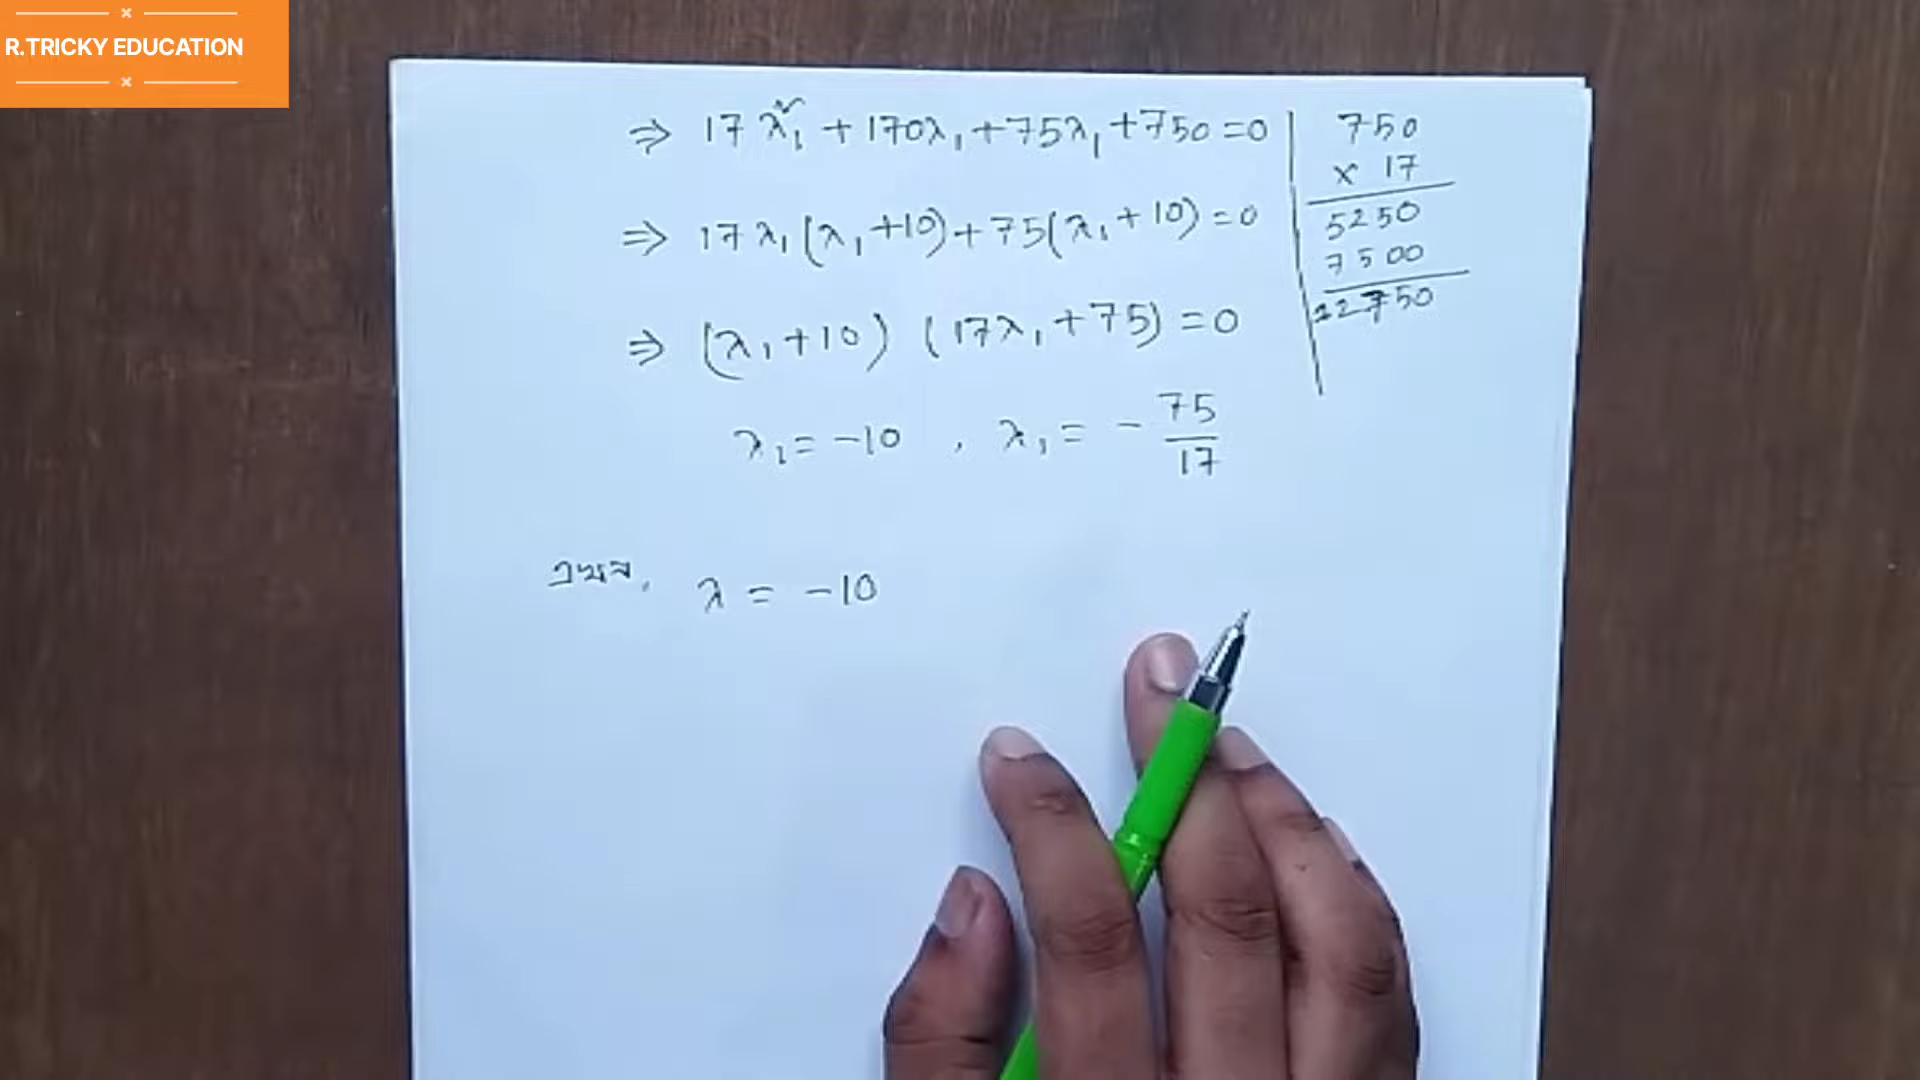 R.TRICKY EDUCATION
⇒ 17λ₁² + 170λ₁ + 75λ₁ + 750 = 0
⇒ 17λ₁(λ₁ + 10) + 75(λ₁ + 10) = 0
⇒ (λ₁ + 10) (17λ₁ + 75) = 0
λ₁ = -10 , λ₁ = - 75/17
এখন, λ = -10
750
x 17
5250
7500
12750